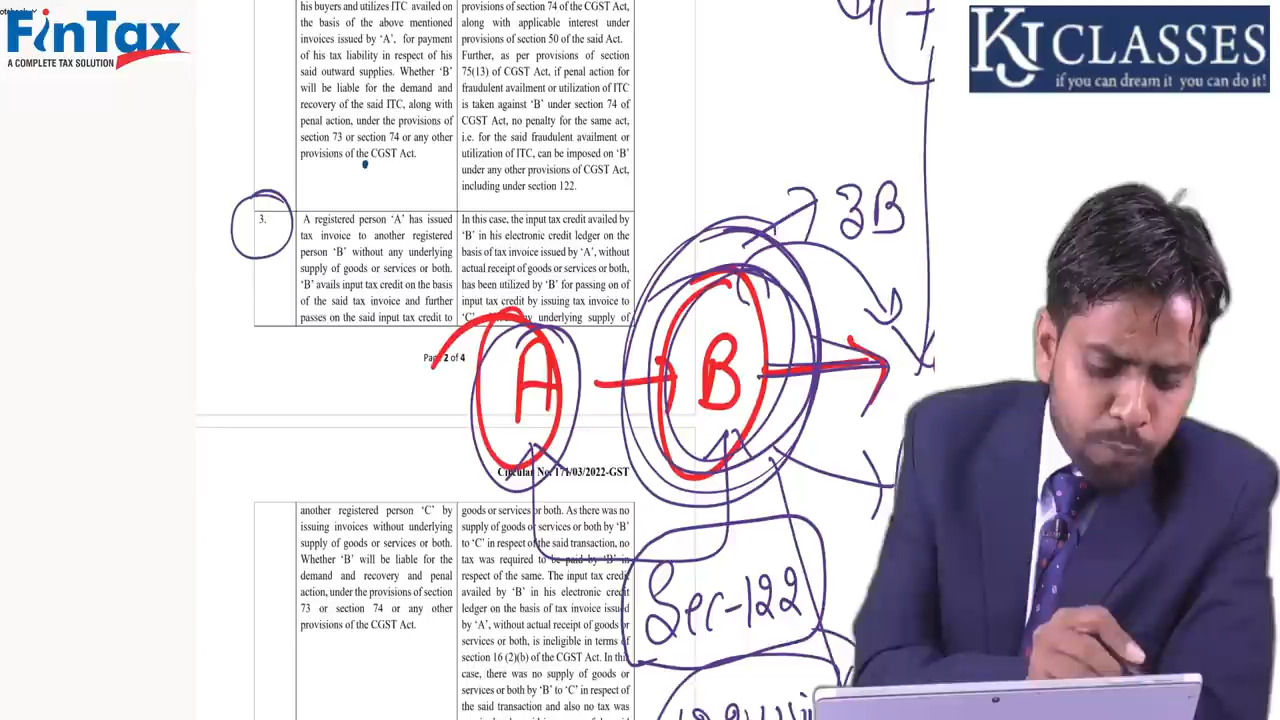 FinTax
A COMPLETE TAX SOLUTION
KJ CLASSES
if you can dream it you can do it!
his buyers and utilizes ITC availed on
the basis of the above mentioned
invoices issued by 'A', for payment
of his tax liability in respect of his
said outward supplies. Whether 'B'
will be liable for the demand and
recovery of the said ITC, along with
penal action, under the provisions of
section 73 or section 74 or any other
provisions of the CGST Act.
provisions of section 74 of the CGST Act,
along with applicable interest under
provisions of section 50 of the said Act.
Further, as per provisions of section
75(13) of CGST Act, if penal action for
fraudulent availment or utilization of ITC
is taken against 'B' under section 74 of
CGST Act, no penalty for the same act,
i.e. for the said fraudulent availment or
utilization of ITC, can be imposed on 'B'
under any other provisions of CGST Act,
including under section 122.
3.
A registered person 'A' has issued
tax invoice to another registered
person 'B' without any underlying
supply of goods or services or both.
'B' avails input tax credit on the basis
of the said tax invoice and further
passes on the said input tax credit to
In this case, the input tax credit availed by
'B' in his electronic credit ledger on the
basis of tax invoice issued by 'A', without
actual receipt of goods or services or both,
has been utilized by 'B' for passing on of
input tax credit by issuing tax invoice to
'C' underlying supply of
3B
A
B
Page 2 of 4
Circular No. 171/03/2022-GST
another registered person 'C' by
issuing invoices without underlying
supply of goods or services or both.
Whether 'B' will be liable for the
demand and recovery and penal
action, under the provisions of section
73 or section 74 or any other
provisions of the CGST Act.
goods or services or both. As there was no
supply of goods or services or both by 'B'
to 'C' in respect of the said transaction, no
tax was required to be paid by 'B' in
respect of the same. The input tax credit
availed by 'B' in his electronic credit
ledger on the basis of tax invoice issued
by 'A', without actual receipt of goods or
services or both, is ineligible in terms of
section 16 (2)(b) of the CGST Act. In this
case, there was no supply of goods or
services or both by 'B' to 'C' in respect of
the said transaction and also no tax was
Sec-122